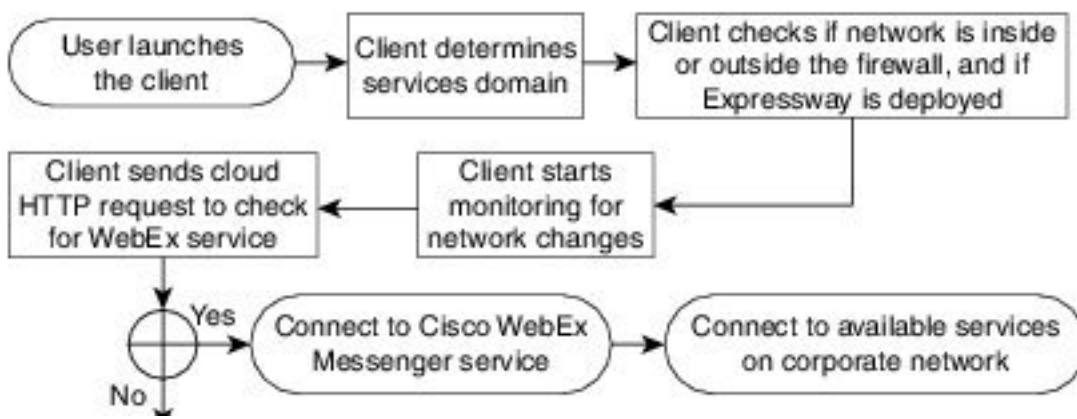 User launches
the client
Client determines
services domain
Client checks if network is inside
or outside the firewall, and if
Expressway is deployed
Client sends cloud
HTTP request to check
for WebEx service
Client starts
monitoring for
network changes
Yes
No
Connect to Cisco WebEx
Messenger service
Connect to available services
on corporate network